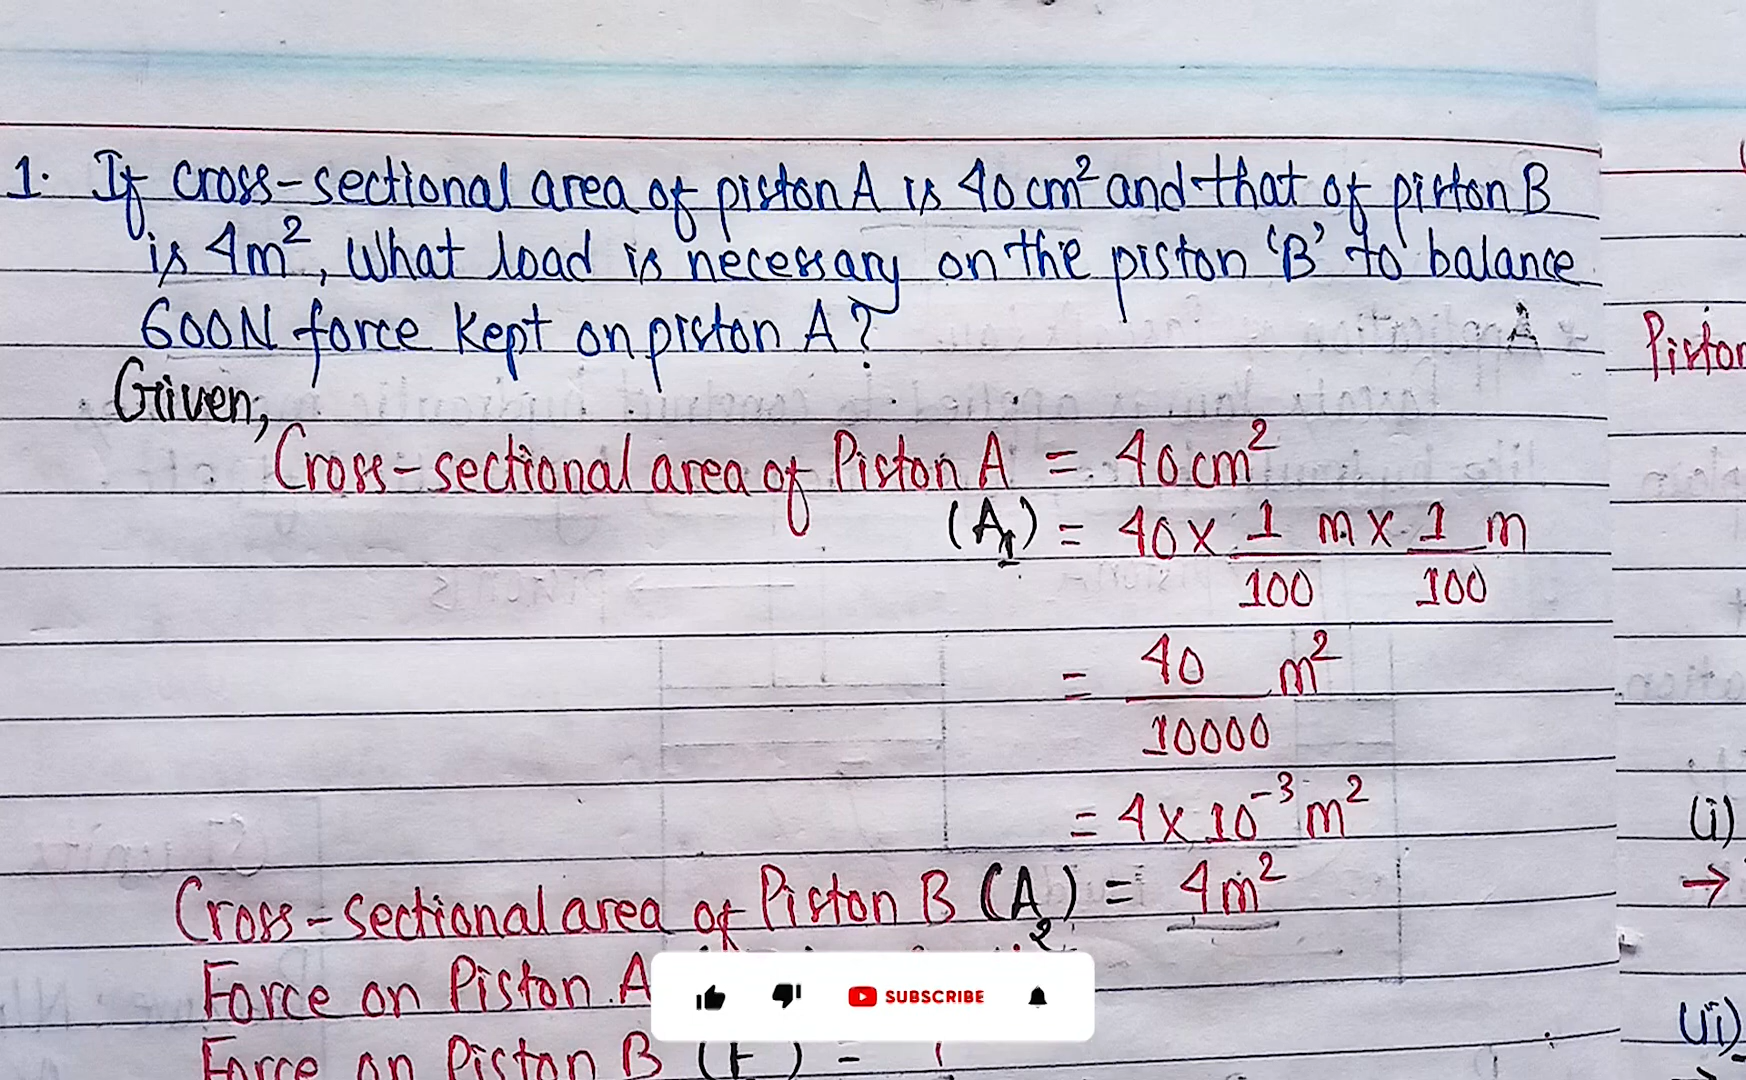 1. If cross-sectional area of piston A is 40 cm² and that of piston B
is 4m², What load is necessary on the piston 'B' to balance
600N force kept on piston A?
Given,
Cross-sectional area of Piston A = 40cm²
(A₁) = 40 x 1/100 m x 1/100 m
= 40/10000 m²
= 4 x 10⁻³ m²
Cross-sectional area of Piston B (A₂) = 4m²
Force on Piston A
Force on Piston B (F ) = ?
SUBSCRIBE
Piston
(i)
→
(ii)